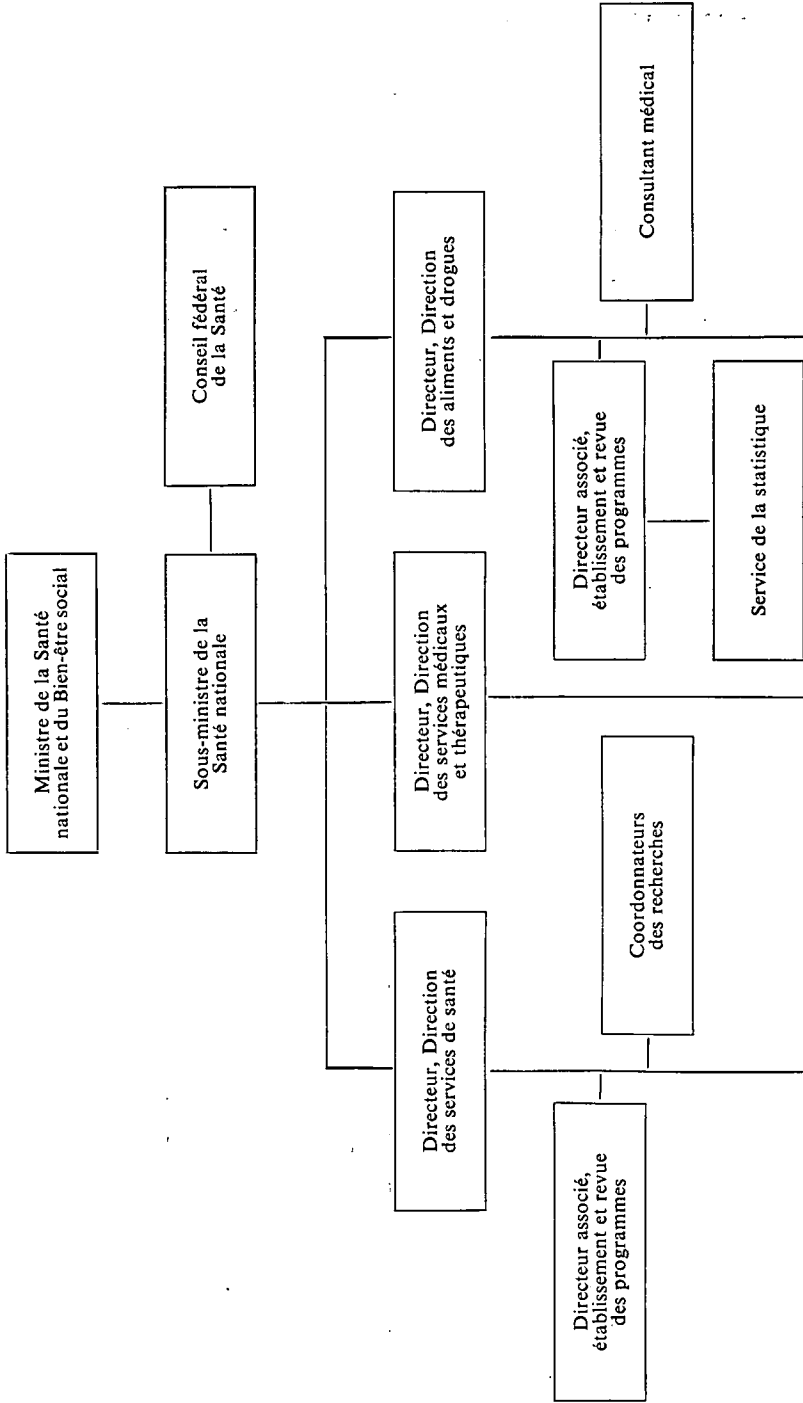 Ministre de la Santé
nationale et du Bien-être social
Sous-ministre de la
Santé nationale
Conseil fédéral
de la Santé
Directeur, Direction
des services de santé
Directeur, Direction
des services médicaux
et thérapeutiques
Directeur, Direction
des aliments et drogues
Directeur associé,
établissement et revue
des programmes
Coordonnateurs
des recherches
Directeur associé,
établissement et revue
des programmes
Consultant médical
Service de la statistique